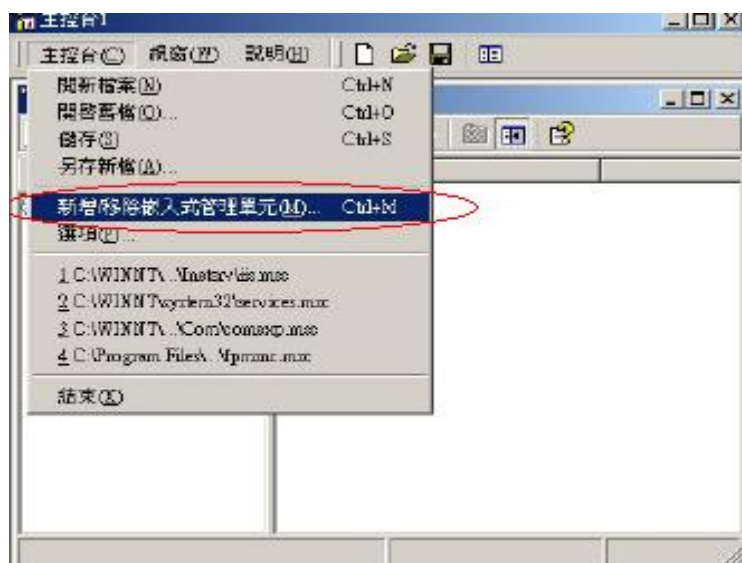 主控台1
主控台(C) 視窗(W) 說明(H)
開新檔案(N) Ctrl+N
開啓舊檔(O)... Ctrl+O
儲存(S) Ctrl+S
另存新檔(A)...
新增/移除嵌入式管理單元(M)... Ctrl+M
選項(P)...
1 C:\WINNT\...\inetsrv\iis.msc
2 C:\WINNT\system32\services.msc
3 C:\WINNT\...\Com\comexp.msc
4 C:\Program Files\...\fpmmc.msc
結束(X)